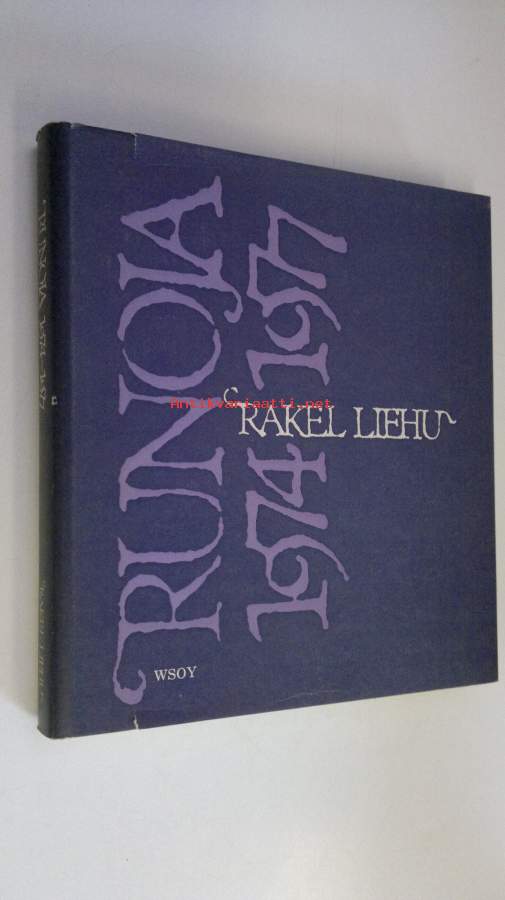 RUNOJA
1974 1977
RAKEL LIEHU
WSOY
Antikvariaatti.net